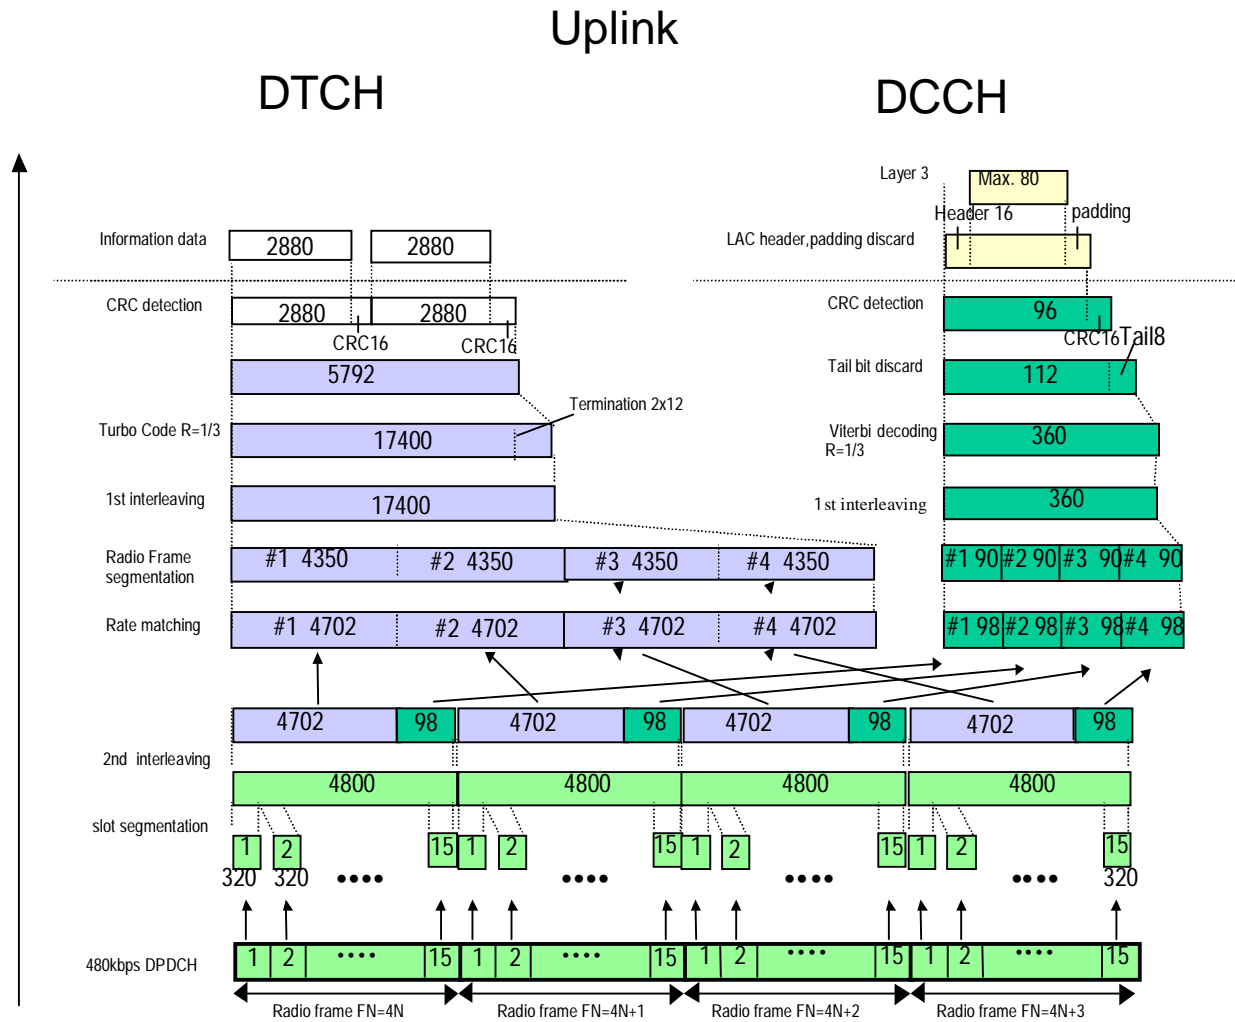 Uplink
DTCH
DCCH
Layer 3
Max. 80
Header 16
padding
Information data
2880
2880
LAC header,padding discard
CRC detection
2880
2880
CRC16
CRC16
CRC detection
96
CRC16
Tail8
5792
Tail bit discard
112
Termination 2x12
Turbo Code R=1/3
17400
Viterbi decoding
R=1/3
360
1st interleaving
17400
1st interleaving
360
Radio Frame
segmentation
#1 4350
#2 4350
#3 4350
#4 4350
#1 90
#2 90
#3 90
#4 90
Rate matching
#1 4702
#2 4702
#3 4702
#4 4702
#1 98
#2 98
#3 98
#4 98
4702
98
4702
98
4702
98
4702
98
2nd interleaving
4800
4800
4800
4800
slot segmentation
1
2
15
1
2
15
1
2
15
1
2
15
320
320
••••
••••
••••
••••
320
480kbps DPDCH
1
2
••••
15
1
2
••••
15
1
2
••••
15
1
2
••••
15
Radio frame FN=4N
Radio frame FN=4N+1
Radio frame FN=4N+2
Radio frame FN=4N+3